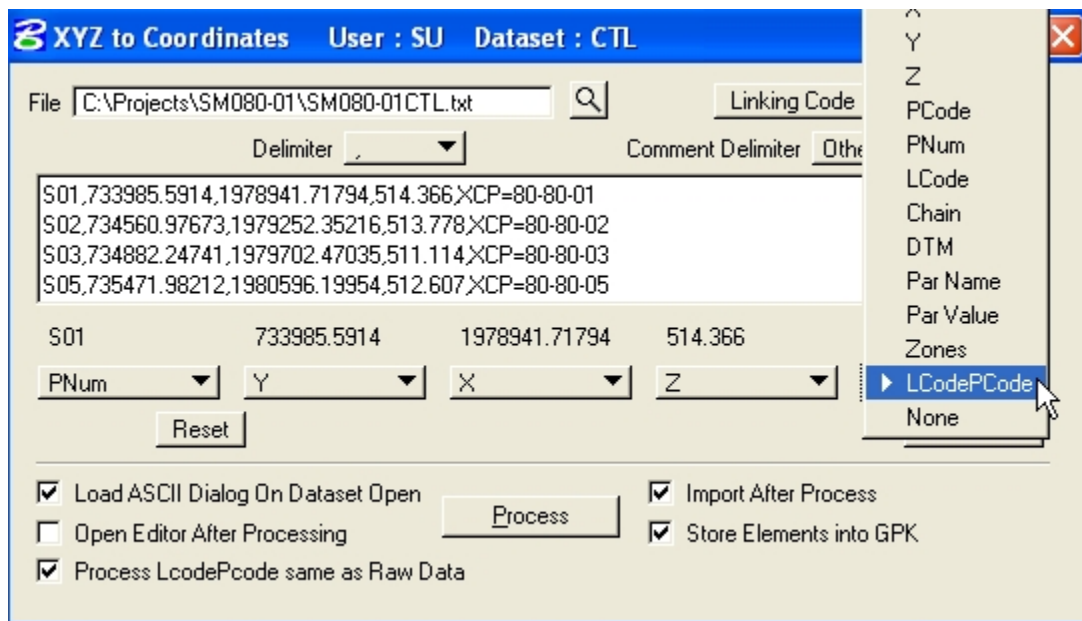 XYZ to Coordinates User : SU Dataset : CTL
File C:\Projects\SM080-01\SM080-01CTL.txt Linking Code
Delimiter , Comment Delimiter
S01,733985.5914,1978941.71794,514.366,XCP=80-80-01
S02,734560.97673,1979252.35216,513.778,XCP=80-80-02
S03,734882.24741,1979702.47035,511.114,XCP=80-80-03
S05,735471.98212,1980596.19954,512.607,XCP=80-80-05
S01 733985.5914 1978941.71794 514.366
PNum Y X Z
Reset
X
Y
Z
PCode
PNum
LCode
Chain
DTM
Par Name
Par Value
Zones
LCodePCode
None
Load ASCII Dialog On Dataset Open
Open Editor After Processing
Process LcodePcode same as Raw Data
Process
Import After Process
Store Elements into GPK